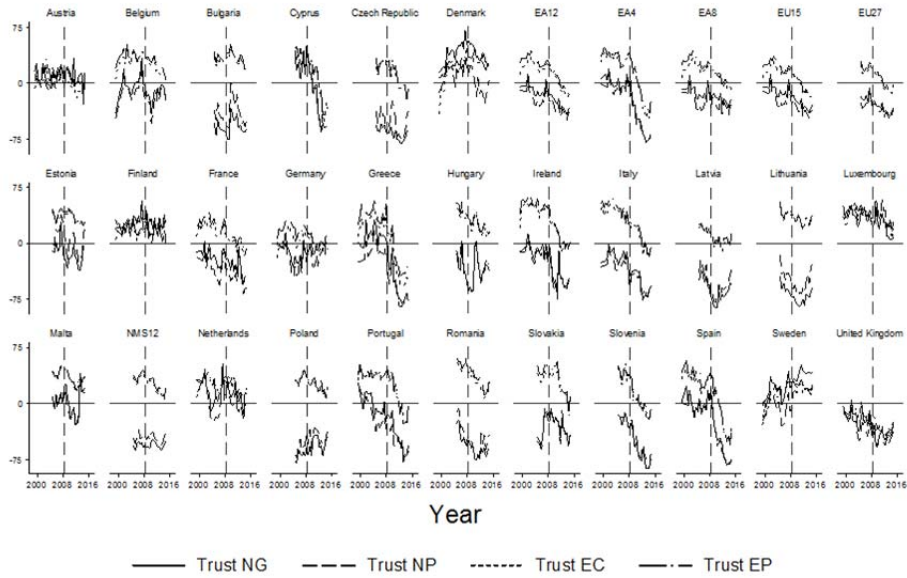 Austria Belgium Bulgaria Cyprus Czech Republic Denmark EA12 EA4 EA8 EU15 EU27
75
0
-75
Estonia Finland France Germany Greece Hungary Ireland Italy Latvia Lithuania Luxembourg
75
0
-75
Malta NMS12 Netherlands Poland Portugal Romania Slovakia Slovenia Spain Sweden United Kingdom
75
0
-75
2000 2008 2016 2000 2008 2016 2000 2008 2016 2000 2008 2016 2000 2008 2016 2000 2008 2016 2000 2008 2016 2000 2008 2016 2000 2008 2016 2000 2008 2016 2000 2008 2016
Year
Trust NG Trust NP Trust EC Trust EP